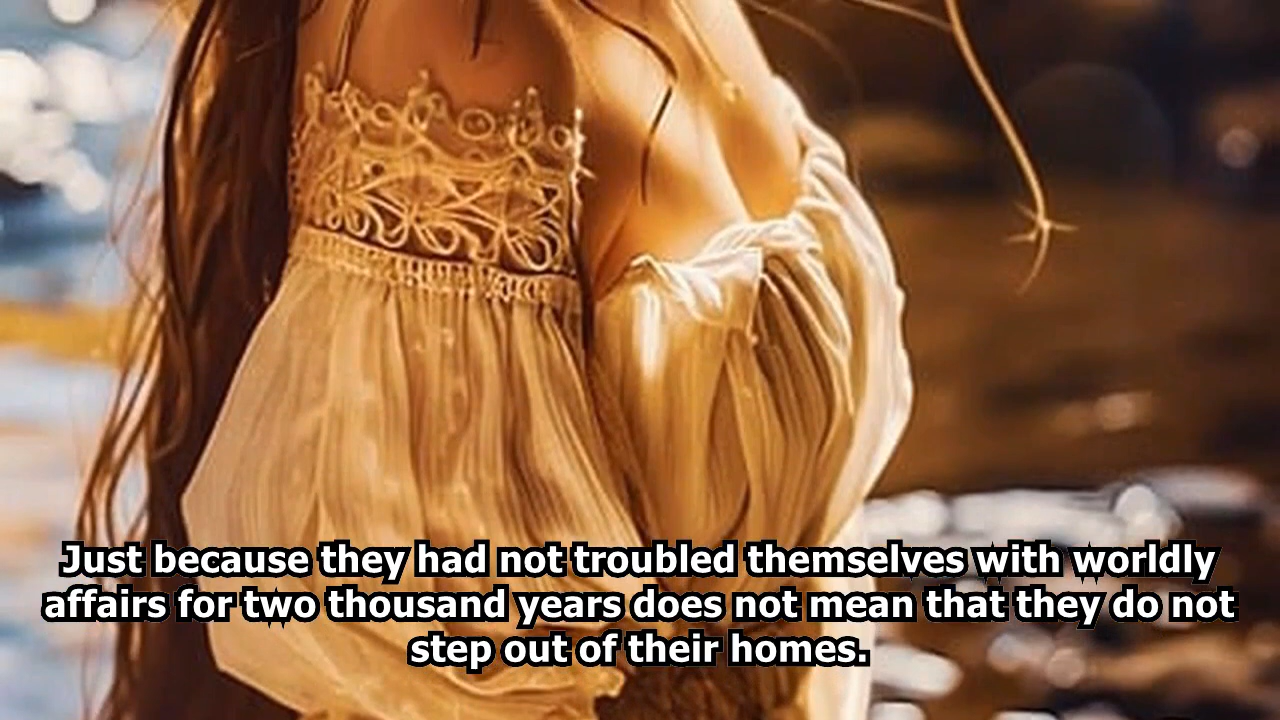 Just because they had not troubled themselves with worldly
affairs for two thousand years does not mean that they do not
step out of their homes.